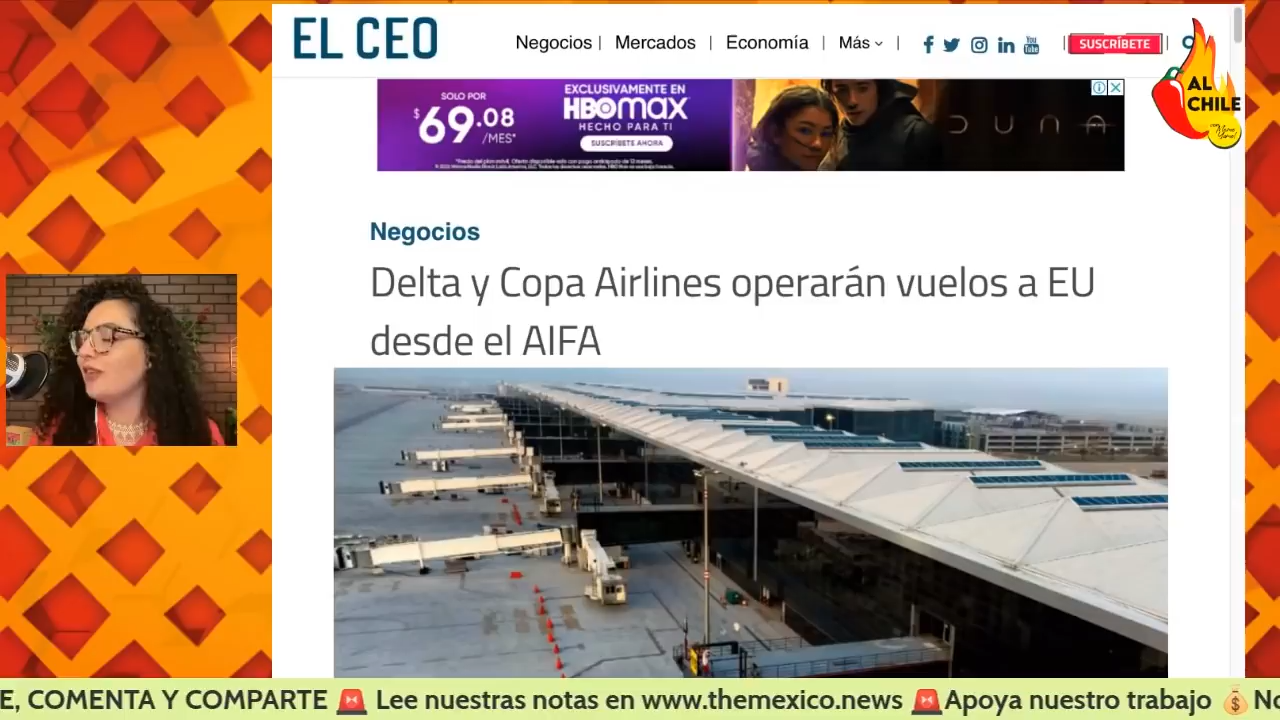 EL CEO
Negocios | Mercados | Economía | Más | SUSCRÍBETE
AL
CHILE
SOLO POR
$69.08
/MES*
EXCLUSIVAMENTE EN
HBOMAX
HECHO PARA TI
SUSCRÍBETE AHORA
DUNA
Negocios
Delta y Copa Airlines operarán vuelos a EU
desde el AIFA
E, COMENTA Y COMPARTE 🚨 Lee nuestras notas en www.themexico.news 🚨Apoya nuestro trabajo 💰No